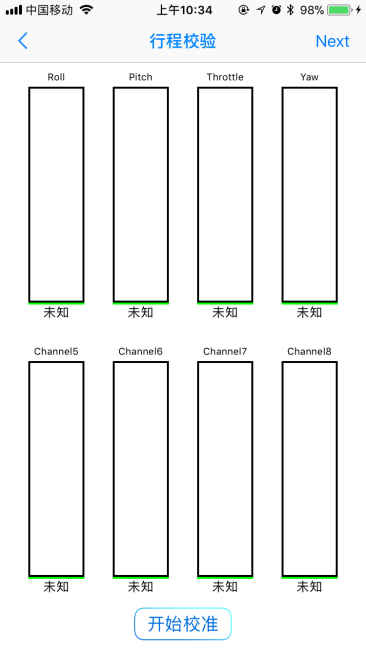 中国移动 上午10:34 98%
行程校验 Next
Roll Pitch Throttle Yaw
未知 未知 未知 未知
Channel5 Channel6 Channel7 Channel8
未知 未知 未知 未知
开始校准